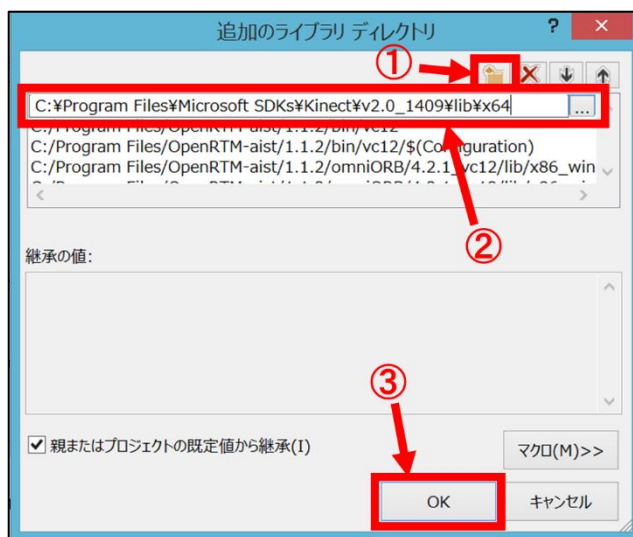 追加のライブラリ ディレクトリ
?
×
①
C:¥Program Files¥Microsoft SDKs¥Kinect¥v2.0_1409¥lib¥x64
...
C:/Program Files/OpenRTM-aist/1.1.2/bin/vc12
C:/Program Files/OpenRTM-aist/1.1.2/bin/vc12/$(Configuration)
C:/Program Files/OpenRTM-aist/1.1.2/omniORB/4.2.1_vc12/lib/x86_win
②
継承の値:
③
親またはプロジェクトの既定値から継承(I)
マクロ(M)>>
OK
キャンセル